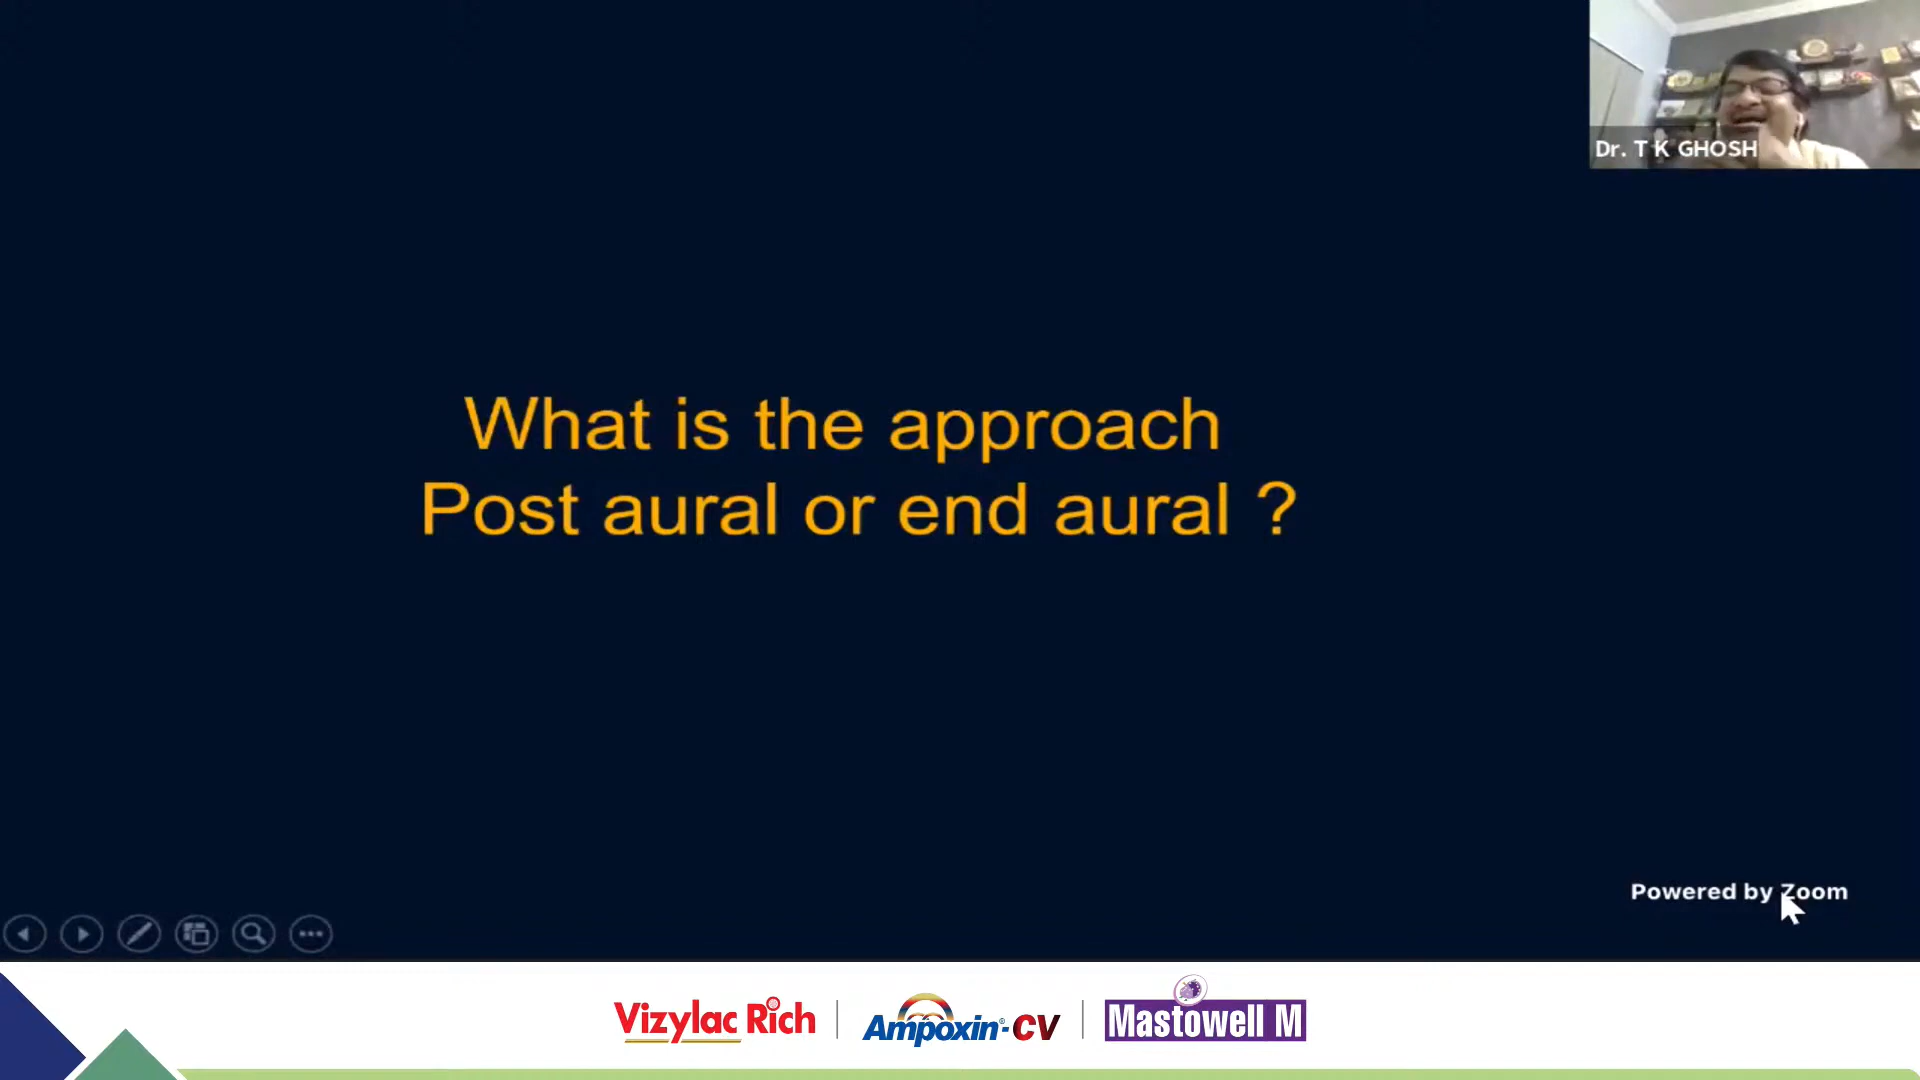 Dr. T K GHOSH
What is the approach
Post aural or end aural ?
Powered by Zoom
Vizylac Rich
Ampoxin®-CV
Mastowell M